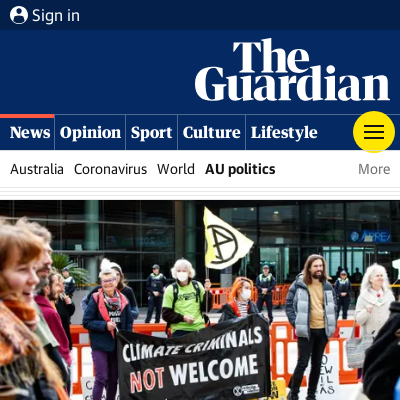 Sign in
The
Guardian
News Opinion Sport Culture Lifestyle
Australia Coronavirus World AU politics More
CLIMATE CRIMINALS
NOT WELCOME